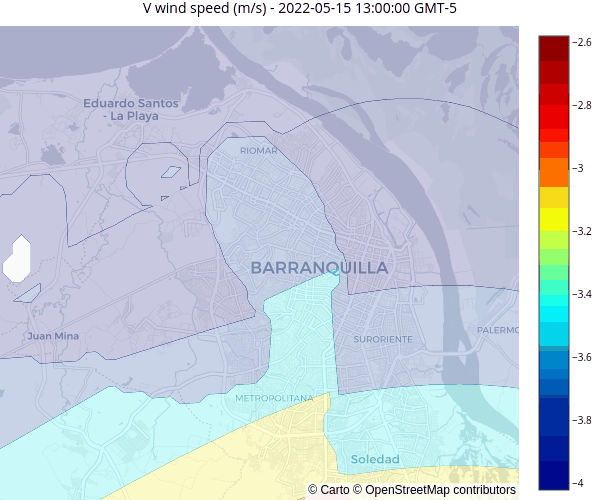 V wind speed (m/s) - 2022-05-15 13:00:00 GMT-5
−2.6
Eduardo Santos
- La Playa
−2.8
RIOMAR
−3
−3.2
BARRANQUILLA
−3.4
Juan Mina
SURORIENTE
PALERMO
−3.6
METROPOLITANA
−3.8
Soledad
−4
© Carto © OpenStreetMap contributors